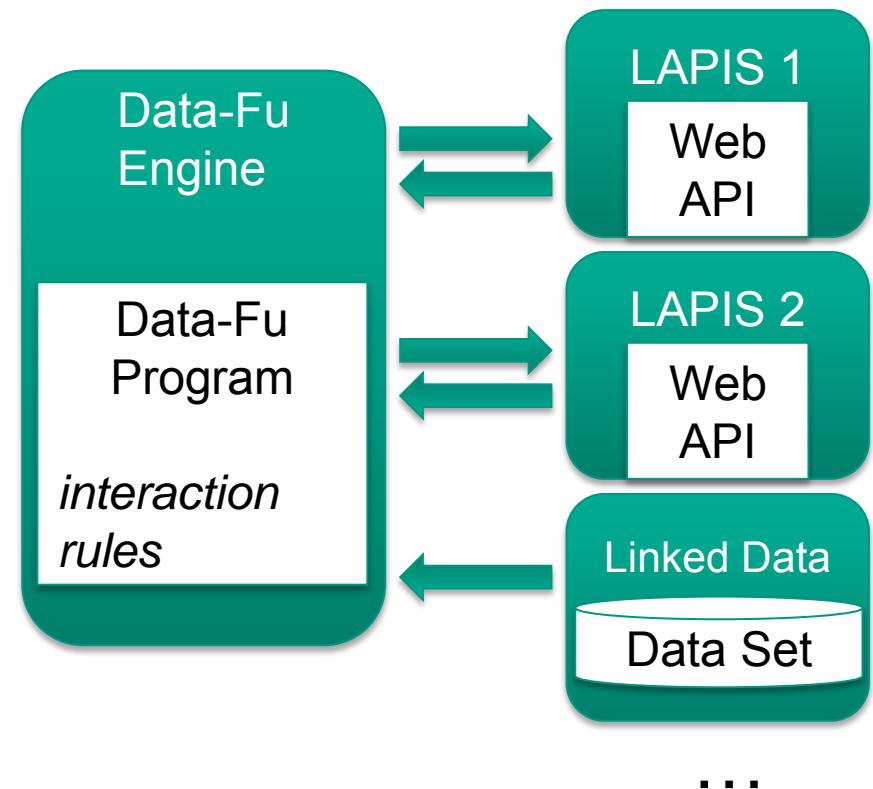 Data-Fu
Engine
Data-Fu
Program
interaction
rules
LAPIS 1
Web
API
LAPIS 2
Web
API
Linked Data
Data Set
...